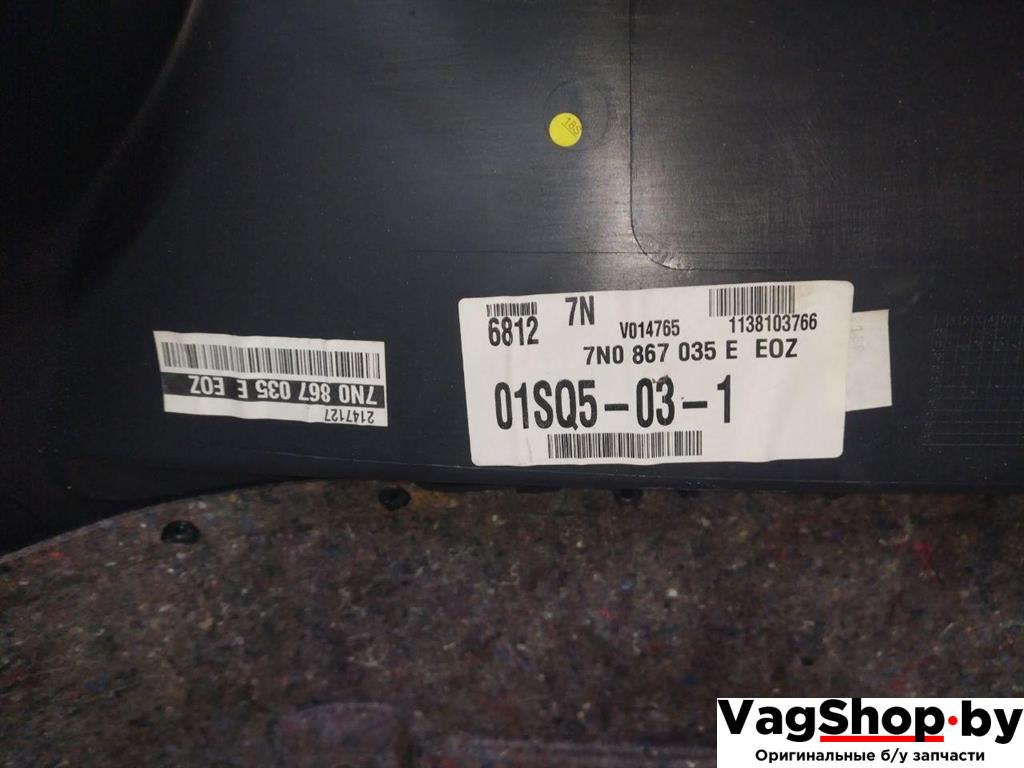 18S
6812 7N V014765 1138103766
7N0 867 035 E EOZ
01SQ5-03-1
7N0 867 035 E EOZ
2147127
VagShop.by
Оригинальные б/у запчасти